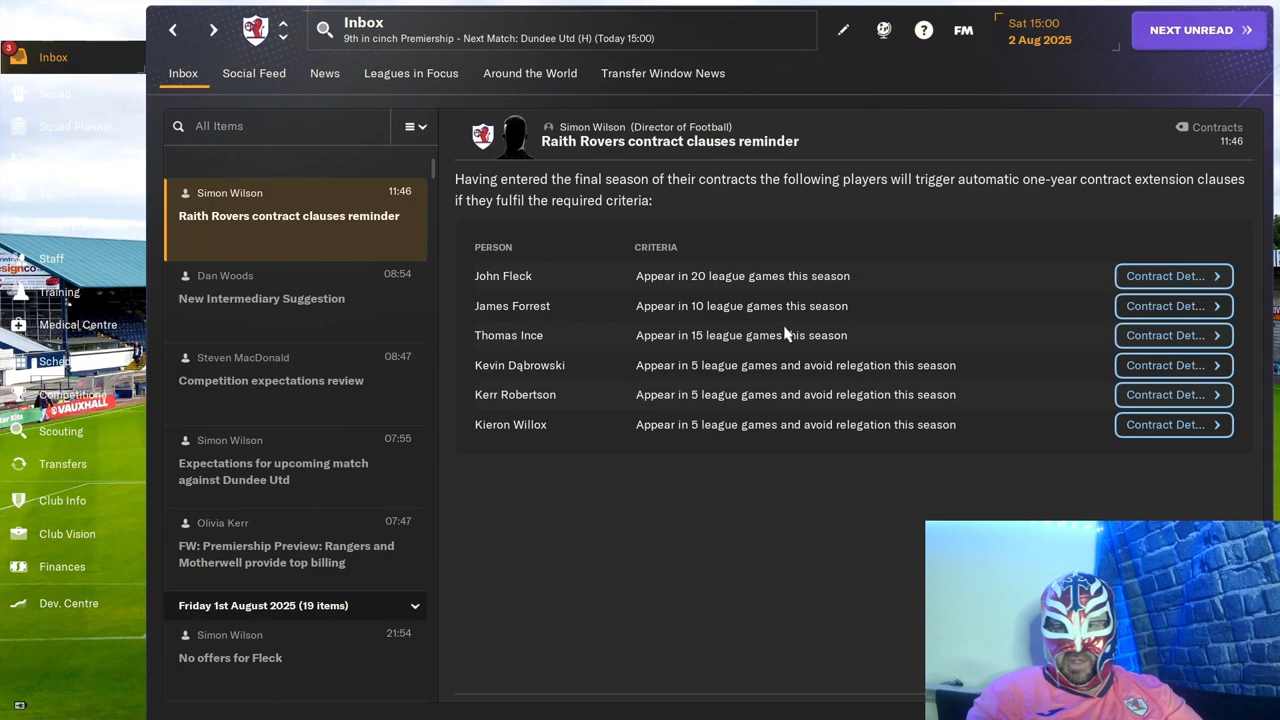 Inbox
9th in cinch Premiership - Next Match: Dundee Utd (H) (Today 15:00)
FM
Sat 15:00
2 Aug 2025
NEXT UNREAD
3
Inbox
Squad
Squad Planner
Staff
Training
Medical Centre
Sched
Competitions
Scouting
Transfers
Club Info
Club Vision
Finances
Dev. Centre
VAUXHALL
Inbox
Social Feed
News
Leagues in Focus
Around the World
Transfer Window News
All Items
Simon Wilson 11:46
Raith Rovers contract clauses reminder
Dan Woods 08:54
New Intermediary Suggestion
Steven MacDonald 08:47
Competition expectations review
Simon Wilson 07:55
Expectations for upcoming match
against Dundee Utd
Olivia Kerr 07:47
FW: Premiership Preview: Rangers and
Motherwell provide top billing
Friday 1st August 2025 (19 items)
Simon Wilson 21:54
No offers for Fleck
Simon Wilson (Director of Football)
Raith Rovers contract clauses reminder
Contracts
11:46
Having entered the final season of their contracts the following players will trigger automatic one-year contract extension clauses
if they fulfil the required criteria:
PERSON CRITERIA
John Fleck Appear in 20 league games this season Contract Det...
James Forrest Appear in 10 league games this season Contract Det...
Thomas Ince Appear in 15 league games this season Contract Det...
Kevin Dąbrowski Appear in 5 league games and avoid relegation this season Contract Det...
Kerr Robertson Appear in 5 league games and avoid relegation this season Contract Det...
Kieron Willox Appear in 5 league games and avoid relegation this season Contract Det...